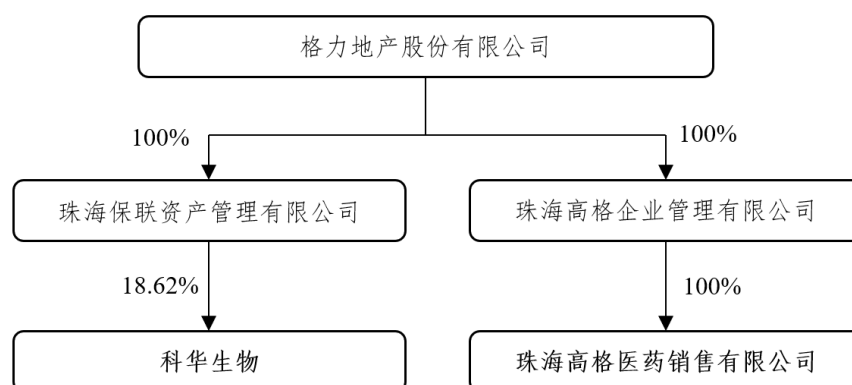 格力地产股份有限公司
100%
100%
珠海保联资产管理有限公司
珠海高格企业管理有限公司
18.62%
100%
科华生物
珠海高格医药销售有限公司